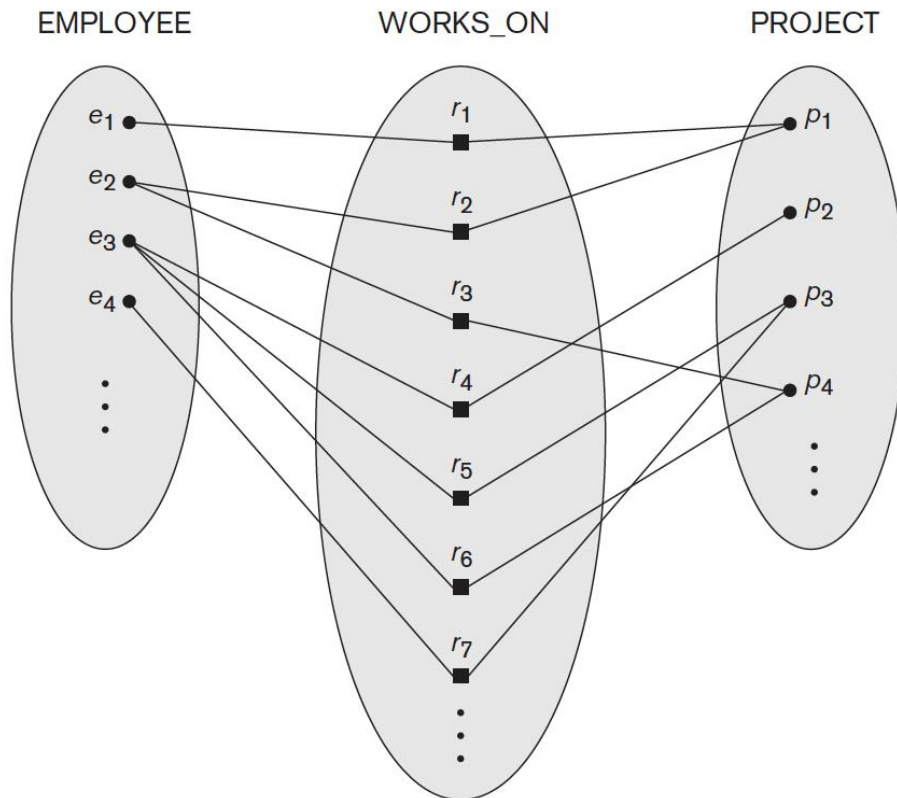 EMPLOYEE WORKS_ON PROJECT
e1 r1 p1
e2 r2 p2
e3 r3 p3
e4 r4 p4
r5
r6
r7